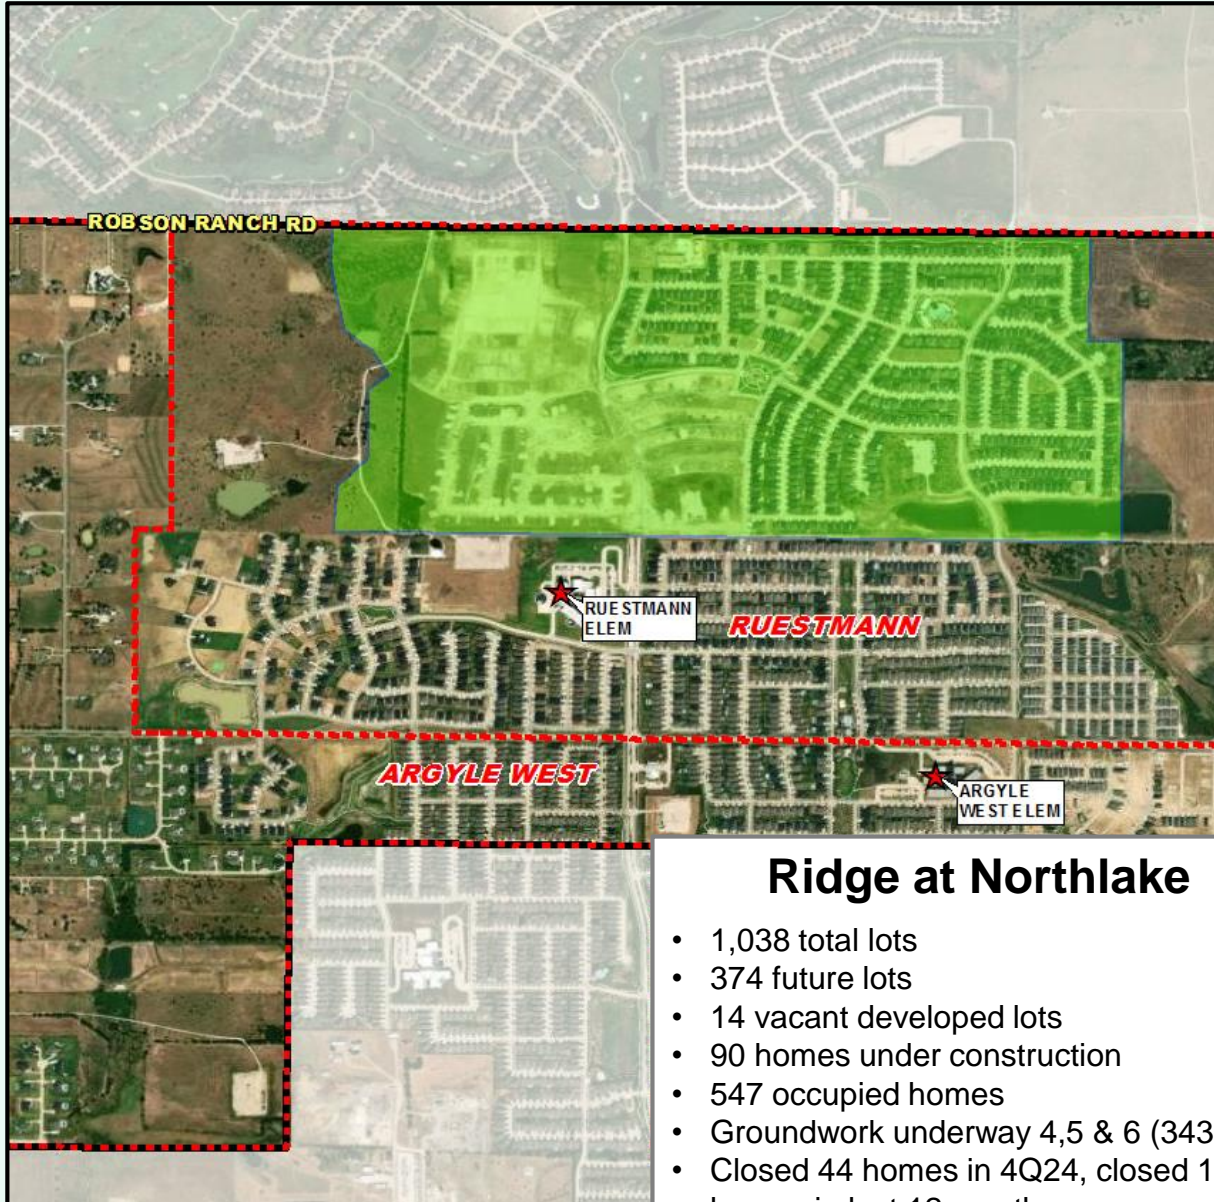 ROBSON RANCH RD
RUESTMANN
ELEM
RUESTMANN
ARGYLE WEST
ARGYLE
WEST ELEM
Ridge at Northlake
• 1,038 total lots
• 374 future lots
• 14 vacant developed lots
• 90 homes under construction
• 547 occupied homes
• Groundwork underway 4,5 & 6 (343
• Closed 44 homes in 4Q24, closed 1